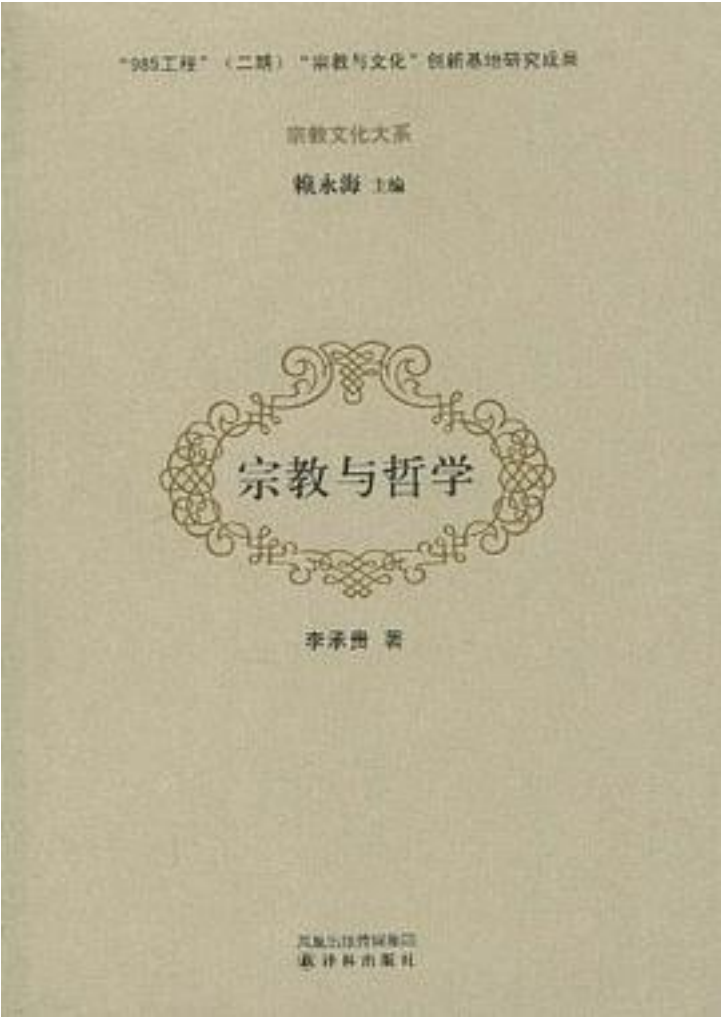 “985工程”（二期）“宗教与文化”创新基地研究成果
宗教文化大系
赖永海 主编
宗教与哲学
李承贵 著
凤凰出版传媒集团
译林出版社